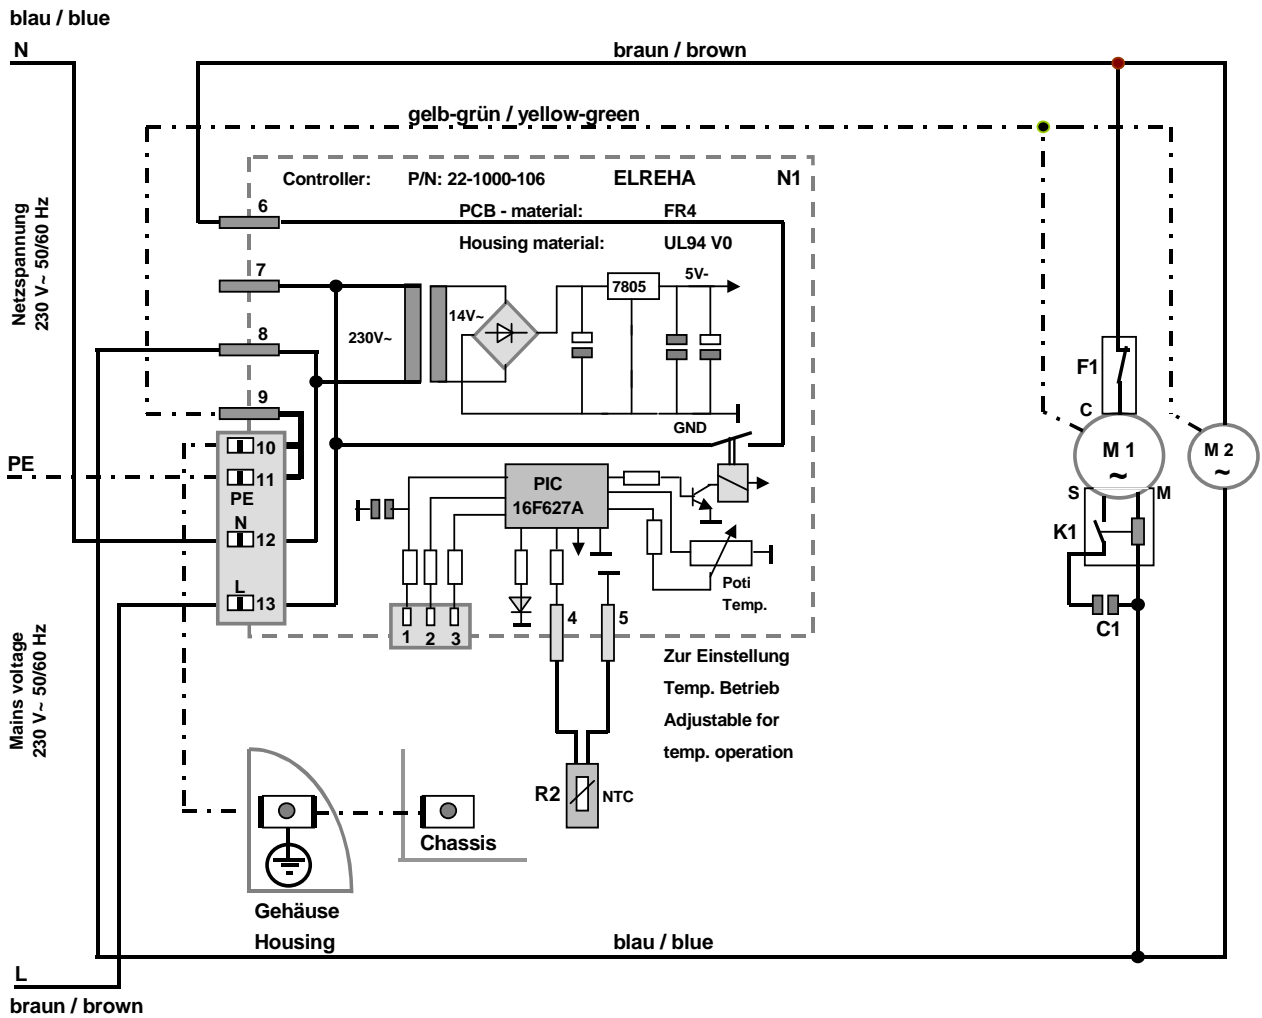 blau / blue
N
braun / brown
gelb-grün / yellow-green
Controller: P/N: 22-1000-106 ELREHA N1
6
PCB - material: FR4
Housing material: UL94 V0
Netzspannung
230 V~ 50/60 Hz
7
5V-
7805
14V~
230V~
8
F1
9
C
GND
10
M 1
~
M 2
~
PE
11
PIC
16F627A
PE
S
M
N
12
K1
Poti
Temp.
L
13
4
5
1
2
3
C1
Mains voltage
230 V~ 50/60 Hz
Zur Einstellung
Temp. Betrieb
Adjustable for
temp. operation
R2
NTC
Chassis
Gehäuse
Housing
blau / blue
L
braun / brown